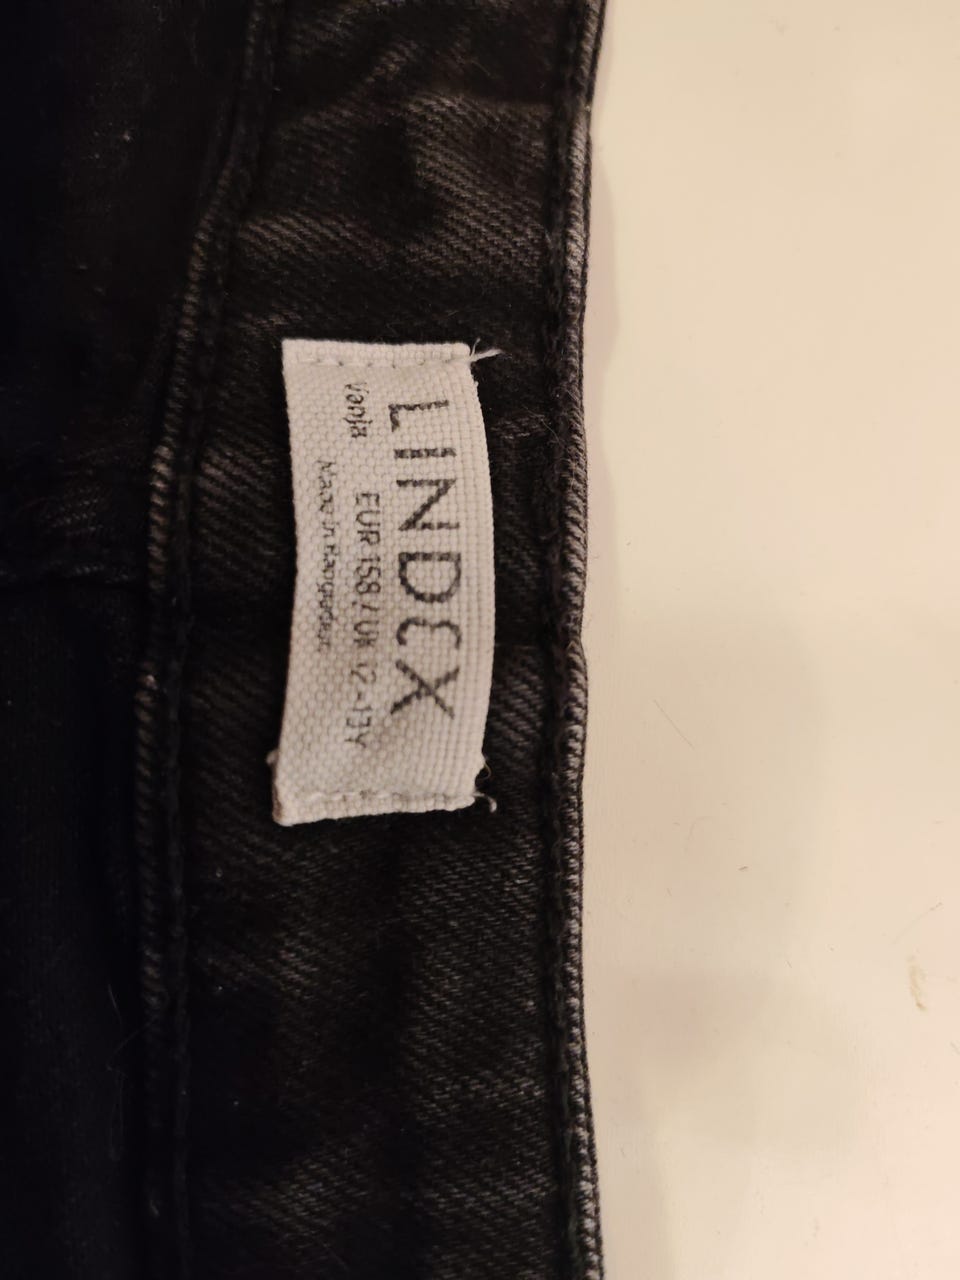 LINDEX
Vanja EUR 158 / UK 12-13Y
Made in Bangladesh